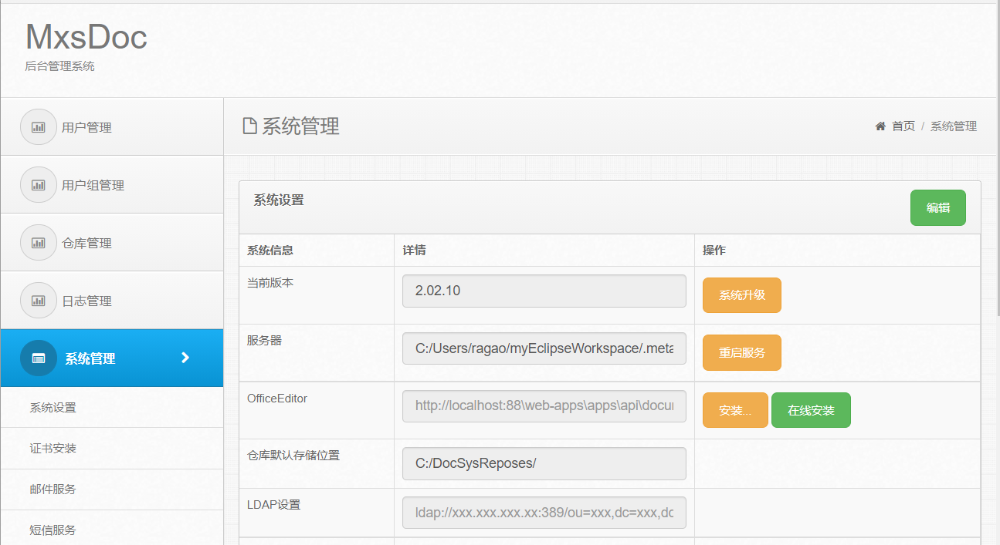 MxsDoc
后台管理系统
用户管理
用户组管理
仓库管理
日志管理
系统管理
系统设置
证书安装
邮件服务
短信服务
系统管理
首页 / 系统管理
系统设置
编辑
系统信息 详情 操作
当前版本 2.02.10 系统升级
服务器 C:/Users/ragao/myEclipseWorkspace/.meta 重启服务
OfficeEditor http://localhost:88\web-apps\apps\api\docur 安装... 在线安装
仓库默认存储位置 C:/DocSysReposes/
LDAP设置 ldap://xxx.xxx.xxx.xx:389/ou=xxx,dc=xxx,dc